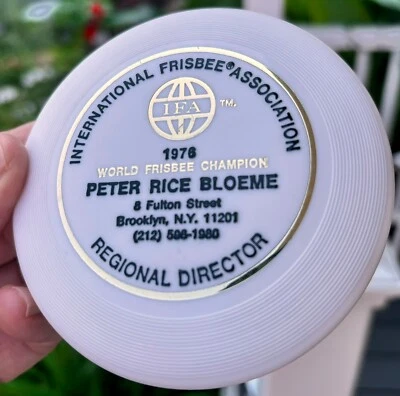 INTERNATIONAL FRISBEE® ASSOCIATION
IFA TM.
1976
WORLD FRISBEE CHAMPION
PETER RICE BLOEME
8 Fulton Street
Brooklyn, N.Y. 11201
(212) 596-1980
REGIONAL DIRECTOR